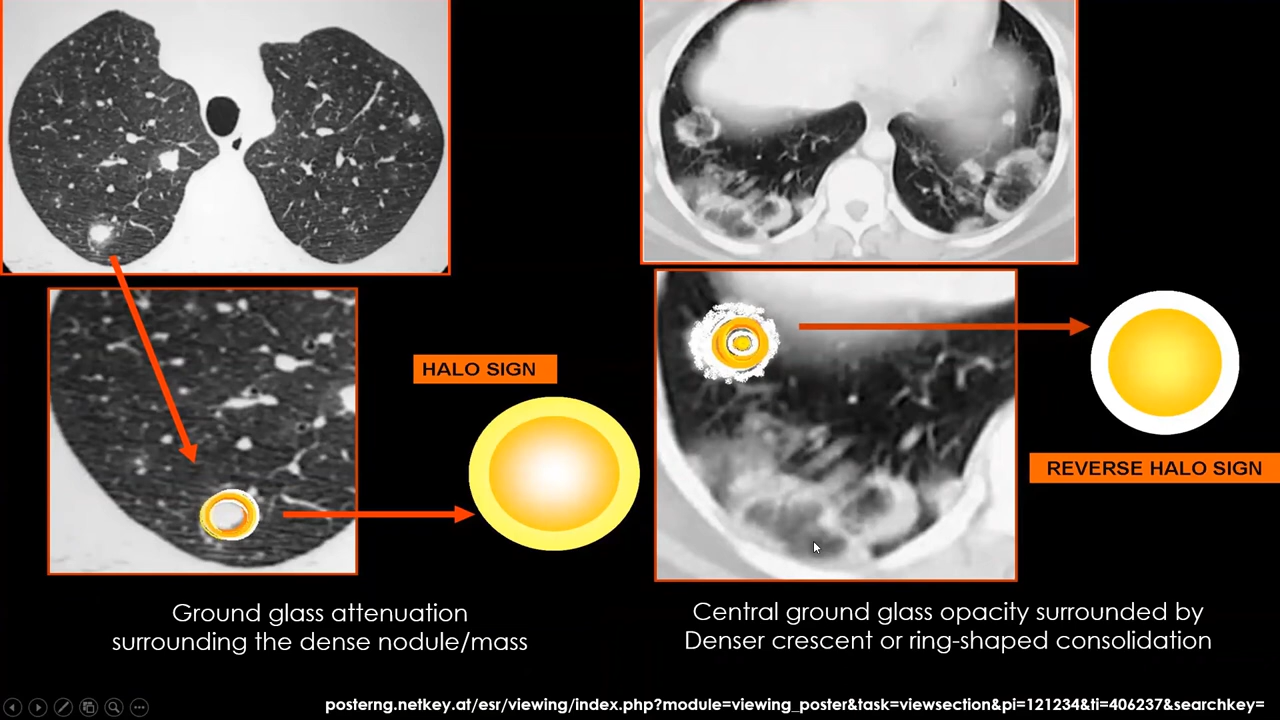 HALO SIGN
REVERSE HALO SIGN
Ground glass attenuation
surrounding the dense nodule/mass
Central ground glass opacity surrounded by
Denser crescent or ring-shaped consolidation
posterng.netkey.at/esr/viewing/index.php?module=viewing_poster&task=viewsection&pi=121234&ti=406237&searchkey=